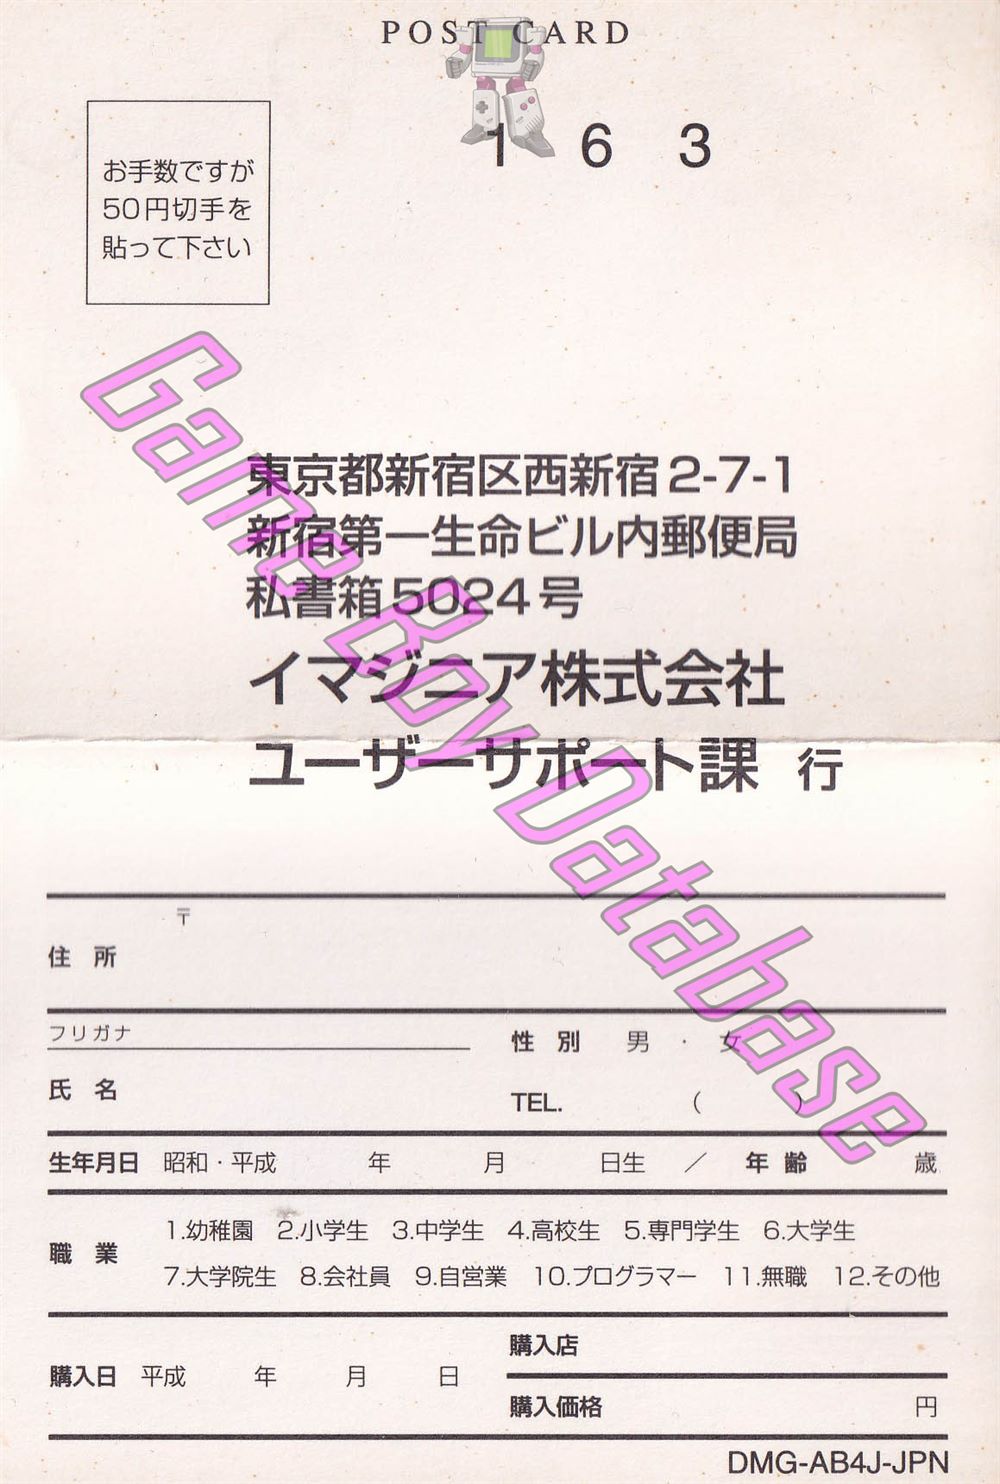 POST CARD
163
お手数ですが
50円切手を
貼って下さい
東京都新宿区西新宿2-7-1
新宿第一生命ビル内郵便局
私書箱5024号
イマジニア株式会社
ユーザーサポート課 行
Game Boy Database
〒
住 所
フリガナ
性 別 男 ・ 女
氏 名
TEL. ( )
生年月日 昭和・平成 年 月 日生 ／ 年 齢 歳
職 業
1.幼稚園 2.小学生 3.中学生 4.高校生 5.専門学生 6.大学生
7.大学院生 8.会社員 9.自営業 10.プログラマー 11.無職 12.その他
購入店
購入日 平成 年 月 日
購入価格 円
DMG-AB4J-JPN